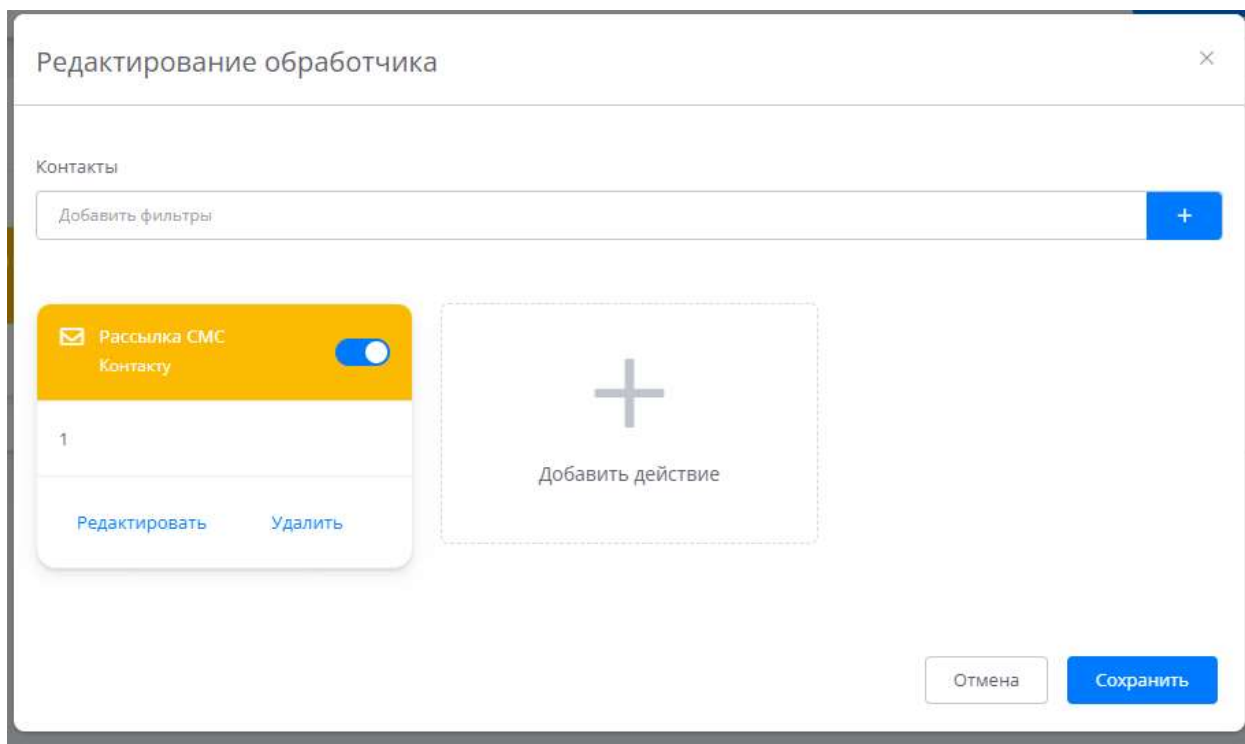 Редактирование обработчика
Контакты
Добавить фильтры
Рассылка СМС
Контакту
1
Добавить действие
Редактировать Удалить
Отмена Сохранить